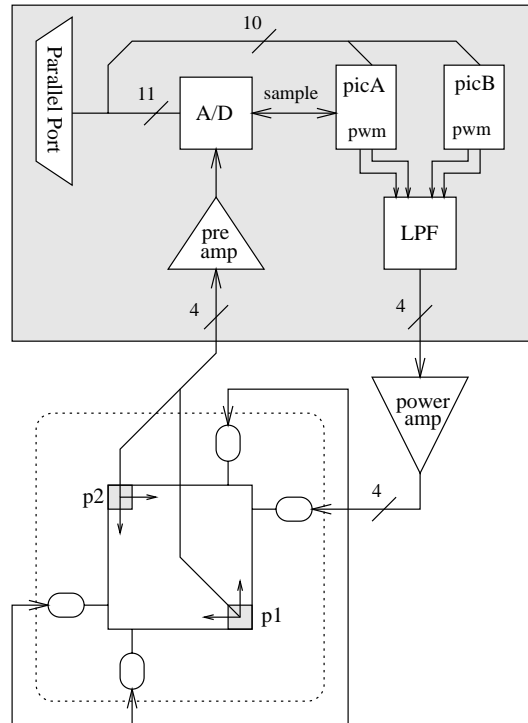 10
Parallel Port
11
A/D
sample
picA
pwm
picB
pwm
pre
amp
LPF
4
4
power
amp
p2
4
p1